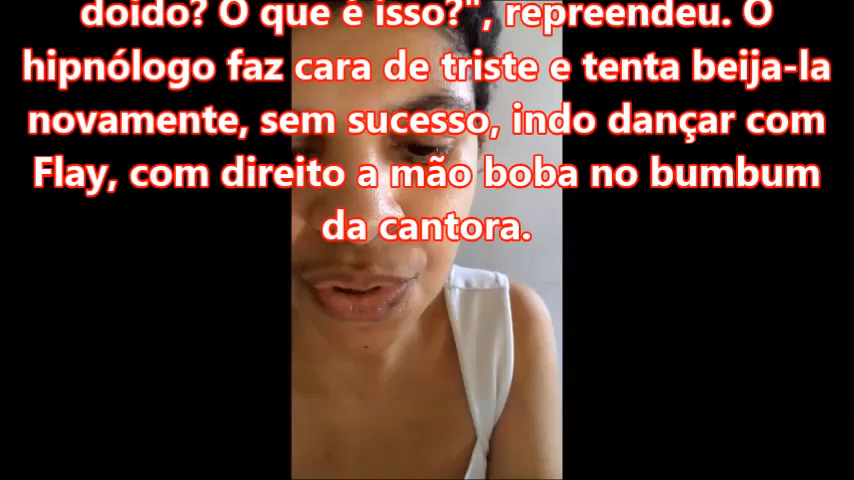 doido? O que é isso?", repreendeu. O
hipnólogo faz cara de triste e tenta beija-la
novamente, sem sucesso, indo dançar com
Flay, com direito a mão boba no bumbum
da cantora.